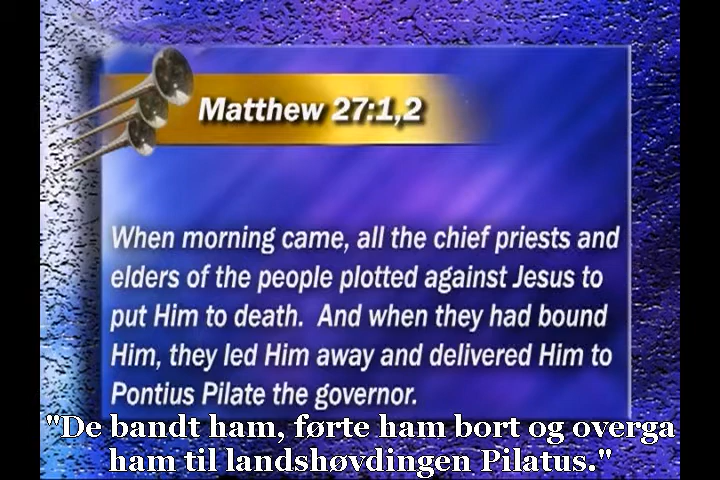 Matthew 27:1,2
When morning came, all the chief priests and
elders of the people plotted against Jesus to
put Him to death.  And when they had bound
Him, they led Him away and delivered Him to
Pontius Pilate the governor.
"De bandt ham, førte ham bort og overga
ham til landshøvdingen Pilatus."